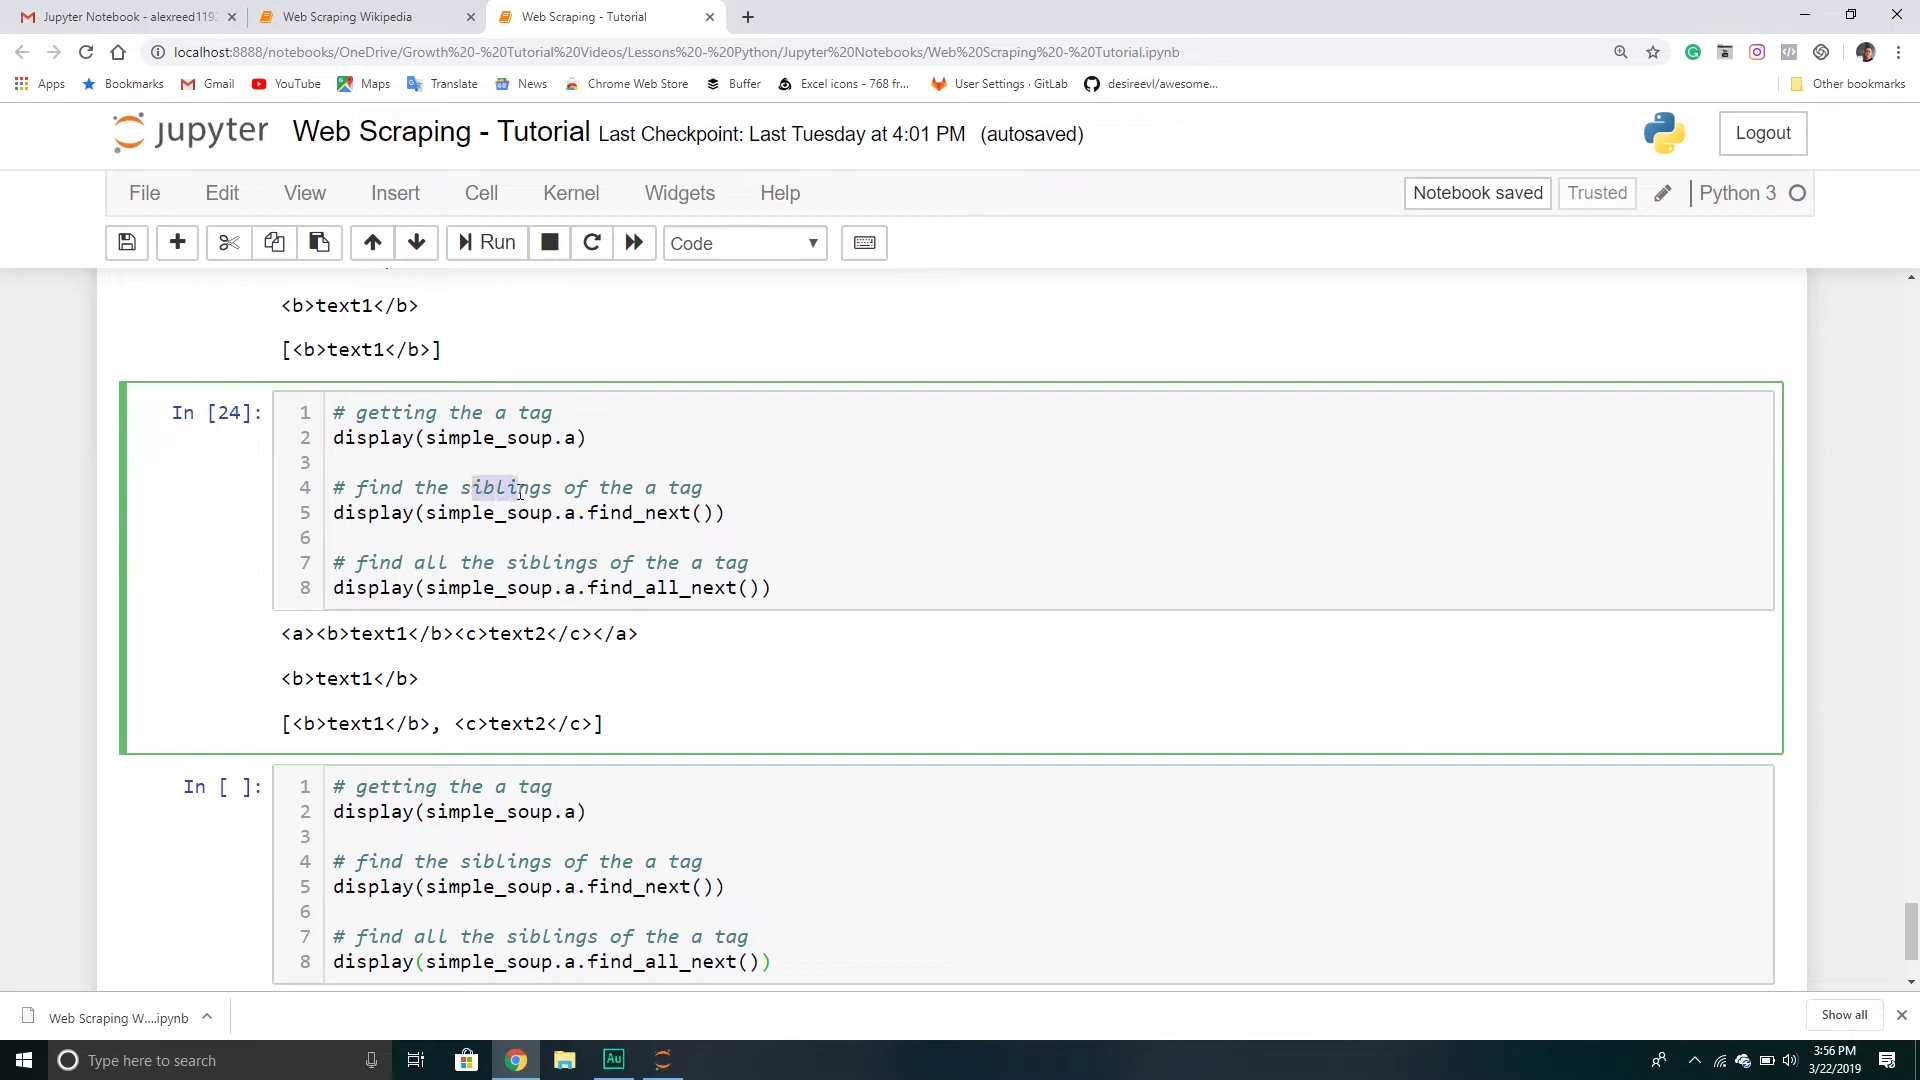 Jupyter Notebook - alexreed119
Web Scraping Wikipedia
Web Scraping - Tutorial
localhost:8888/notebooks/OneDrive/Growth%20-%20Tutorial%20Videos/Lessons%20-%20Python/Jupyter%20Notebooks/Web%20Scraping%20-%20Tutorial.ipynb
Apps Bookmarks Gmail YouTube Maps Translate News Chrome Web Store Buffer Excel icons - 768 fr... User Settings · GitLab desireevl/awesome... Other bookmarks
jupyter Web Scraping - Tutorial Last Checkpoint: Last Tuesday at 4:01 PM (autosaved) Logout
File Edit View Insert Cell Kernel Widgets Help Notebook saved Trusted Python 3
Run Code
<b>text1</b>
[<b>text1</b>]
In [24]: 1 # getting the a tag
2 display(simple_soup.a)
3
4 # find the siblings of the a tag
5 display(simple_soup.a.find_next())
6
7 # find all the siblings of the a tag
8 display(simple_soup.a.find_all_next())
<a><b>text1</b><c>text2</c></a>
<b>text1</b>
[<b>text1</b>, <c>text2</c>]
In [ ]: 1 # getting the a tag
2 display(simple_soup.a)
3
4 # find the siblings of the a tag
5 display(simple_soup.a.find_next())
6
7 # find all the siblings of the a tag
8 display(simple_soup.a.find_all_next())
Web Scraping W....ipynb Show all
Type here to search Au 3:56 PM
3/22/2019